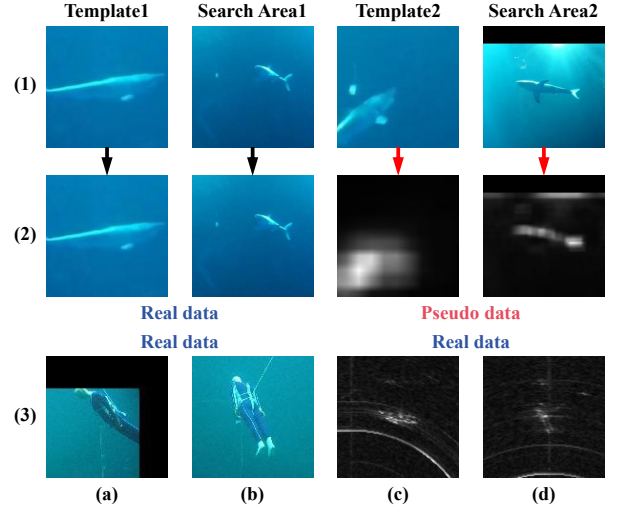 Template1 Search Area1 Template2 Search Area2
(1)
(2)
Real data Pseudo data
Real data Real data
(3)
(a) (b) (c) (d)